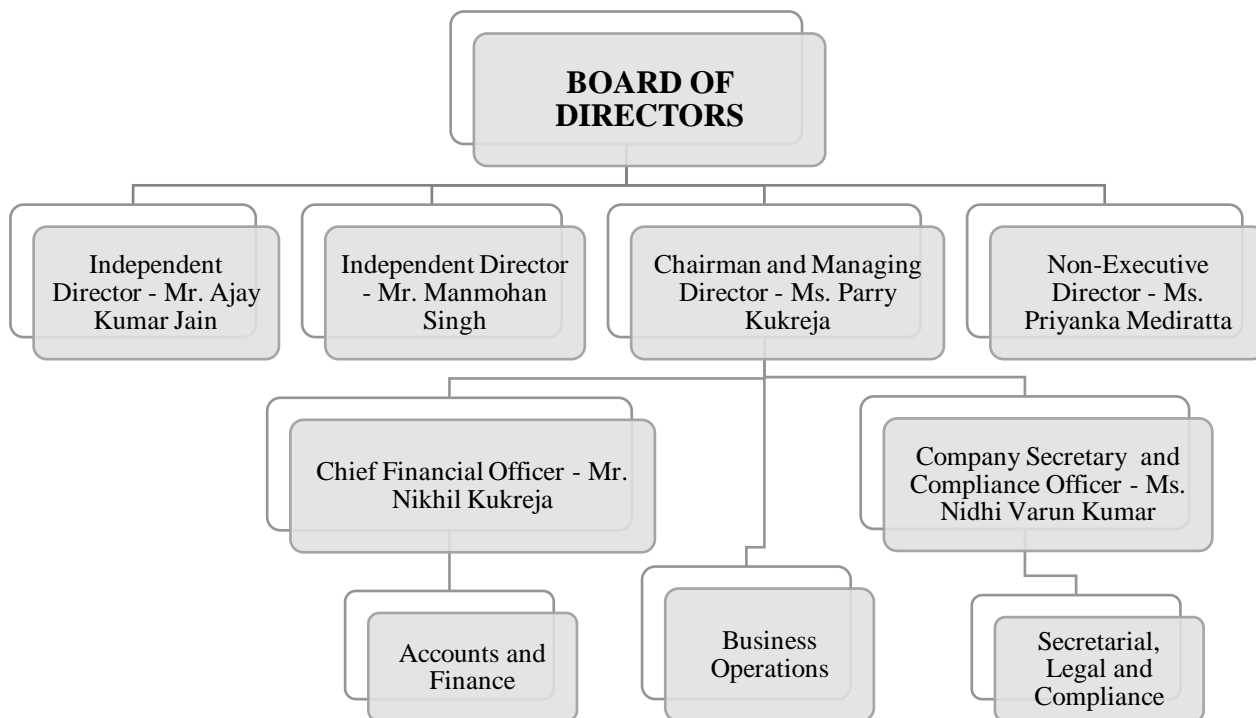 BOARD OF
DIRECTORS
Independent
Director - Mr. Ajay
Kumar Jain
Independent Director
- Mr. Manmohan
Singh
Chairman and Managing
Director - Ms. Parry
Kukreja
Non-Executive
Director - Ms.
Priyanka Mediratta
Chief Financial Officer - Mr.
Nikhil Kukreja
Company Secretary and
Compliance Officer - Ms.
Nidhi Varun Kumar
Accounts and
Finance
Business
Operations
Secretarial,
Legal and
Compliance